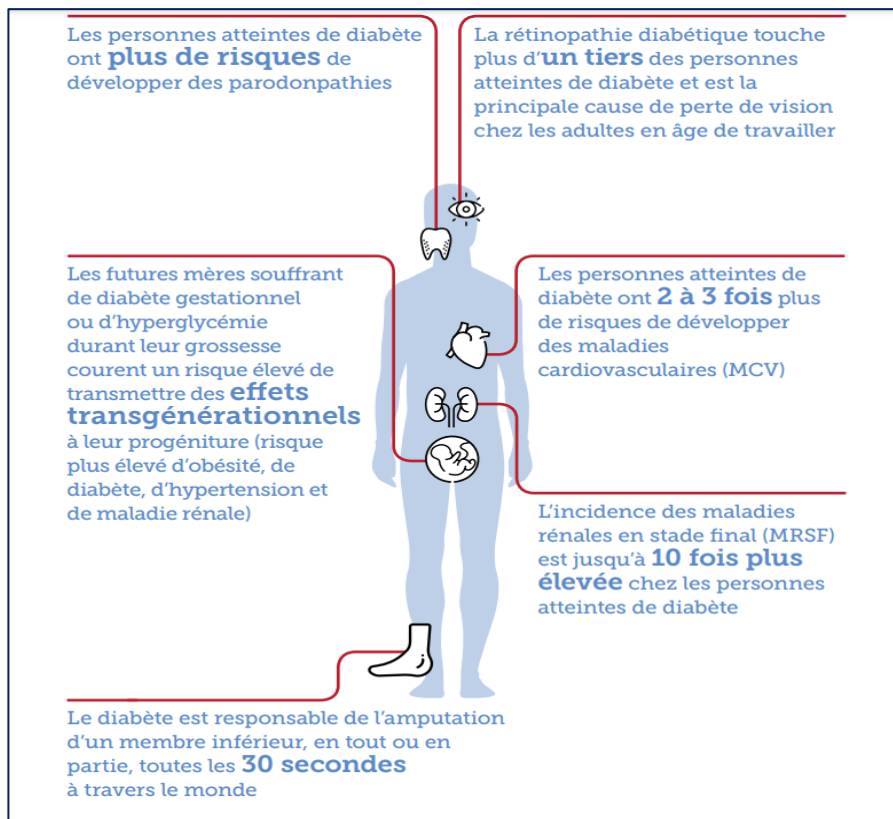 Les personnes atteintes de diabète
ont plus de risques de
développer des parodonpathies
La rétinopathie diabétique touche
plus d'un tiers des personnes
atteintes de diabète et est la
principale cause de perte de vision
chez les adultes en âge de travailler
Les futures mères souffrant
de diabète gestationnel
ou d'hyperglycémie
durant leur grossesse
courent un risque élevé de
transmettre des effets
transgénérationnels
à leur progéniture (risque
plus élevé d'obésité, de
diabète, d'hypertension et
de maladie rénale)
Les personnes atteintes de
diabète ont 2 à 3 fois plus
de risques de développer
des maladies
cardiovasculaires (MCV)
L'incidence des maladies
rénales en stade final (MRSF)
est jusqu'à 10 fois plus
élevée chez les personnes
atteintes de diabète
Le diabète est responsable de l'amputation
d'un membre inférieur, en tout ou en
partie, toutes les 30 secondes
à travers le monde